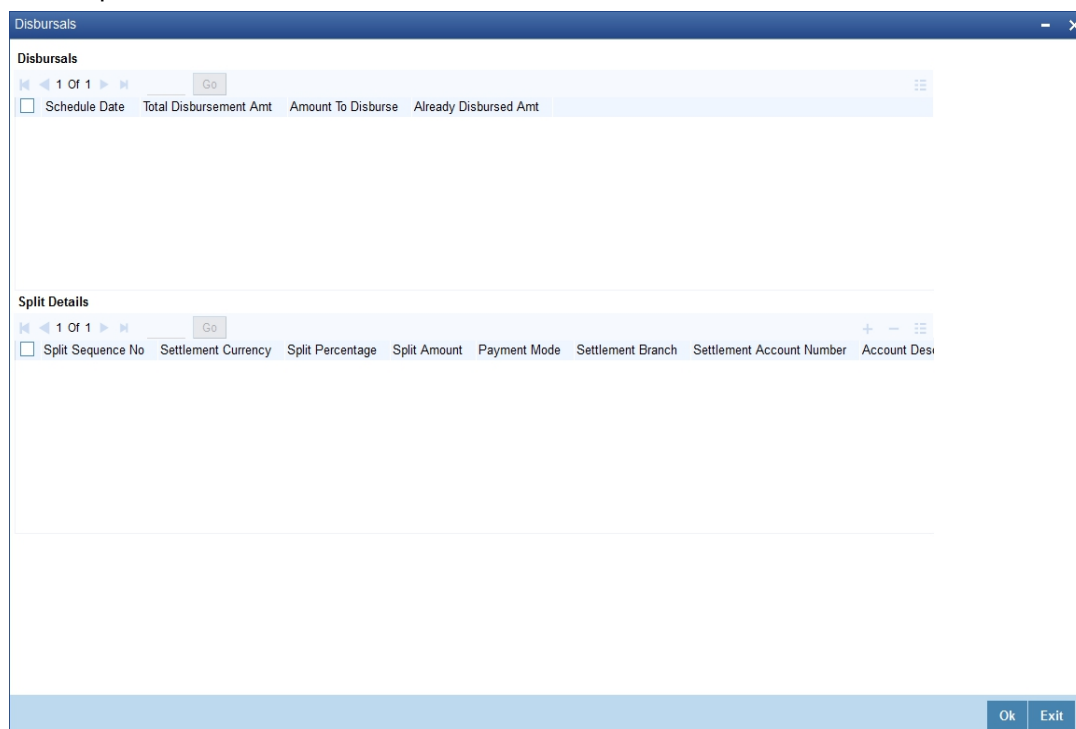 Disbursals
Disbursals
1 Of 1 Go
Schedule Date Total Disbursement Amt Amount To Disburse Already Disbursed Amt
Split Details
1 Of 1 Go
Split Sequence No Settlement Currency Split Percentage Split Amount Payment Mode Settlement Branch Settlement Account Number Account Desc
Ok Exit